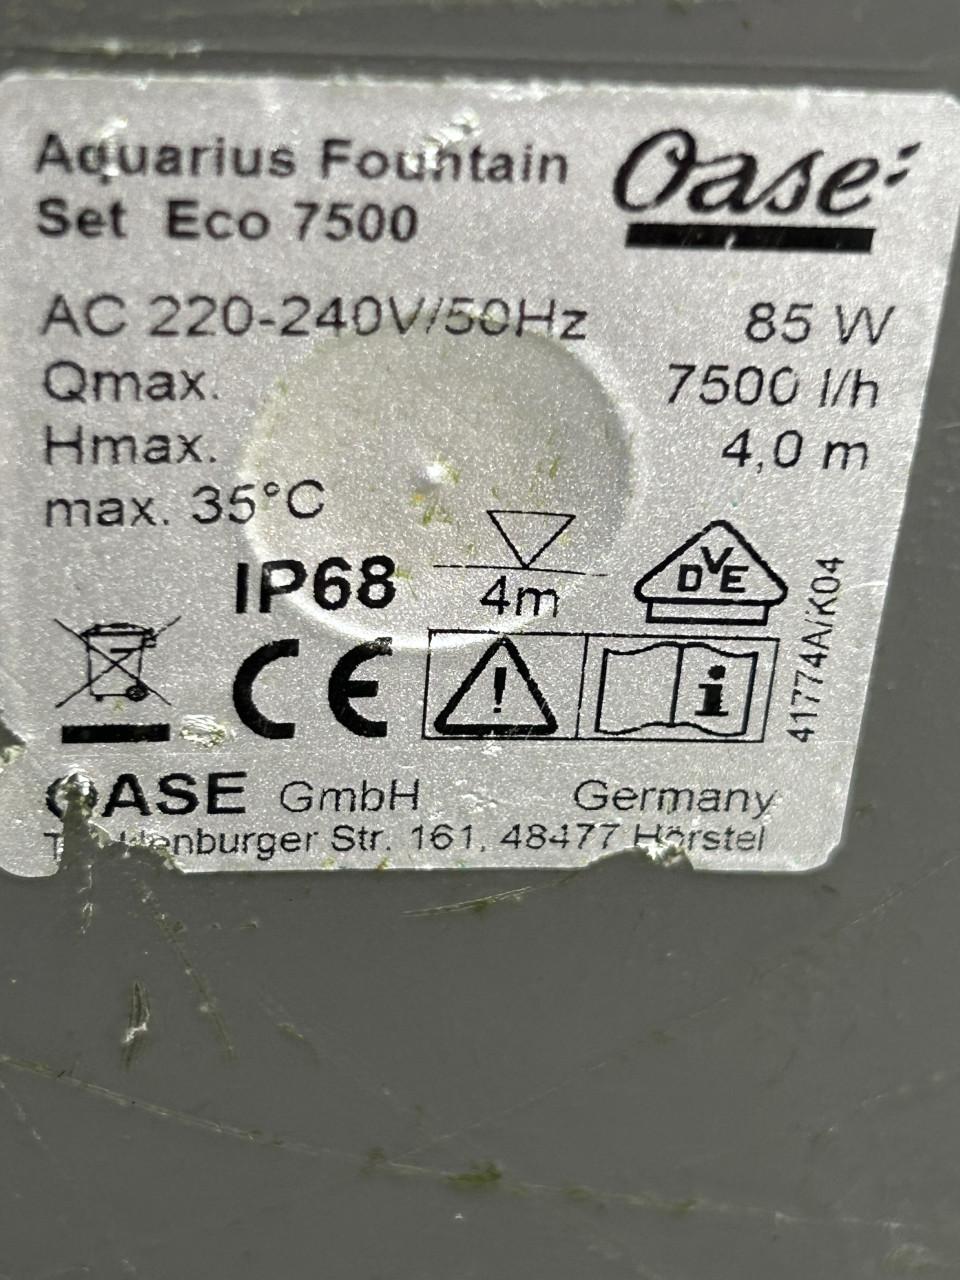 Aquarius Fountain
Set Eco 7500
Oase
AC 220-240V/50Hz 85 W
Qmax. 7500 l/h
Hmax. 4,0 m
max. 35°C
IP68
4m
DVE
41774A/K04
CE
!
i
OASE GmbH Germany
Str. 161, 48477 Hörstel